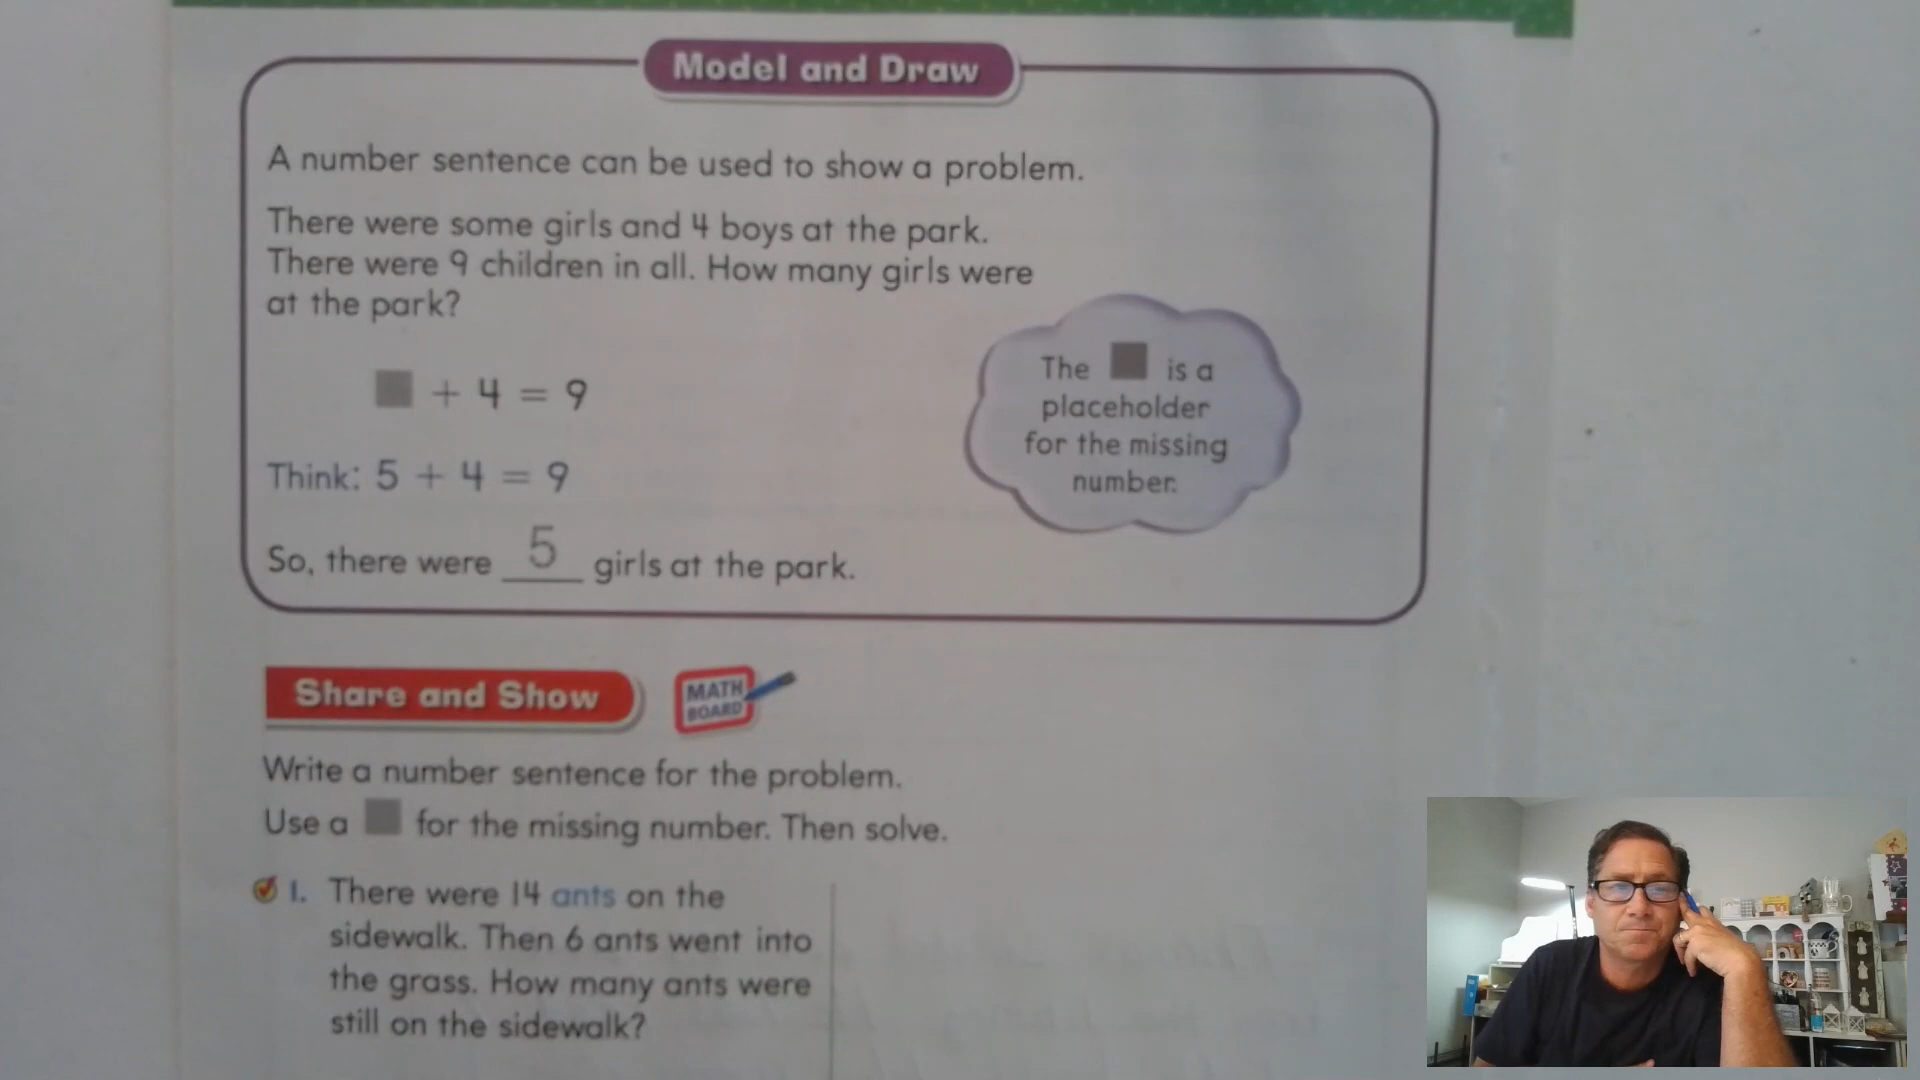 Model and Draw
A number sentence can be used to show a problem.
There were some girls and 4 boys at the park.
There were 9 children in all. How many girls were
at the park?
■ + 4 = 9
The ■ is a
placeholder
for the missing
number.
Think: 5 + 4 = 9
So, there were 5 girls at the park.
Share and Show
MATH
BOARD
Write a number sentence for the problem.
Use a ■ for the missing number. Then solve.
1. There were 14 ants on the
sidewalk. Then 6 ants went into
the grass. How many ants were
still on the sidewalk?